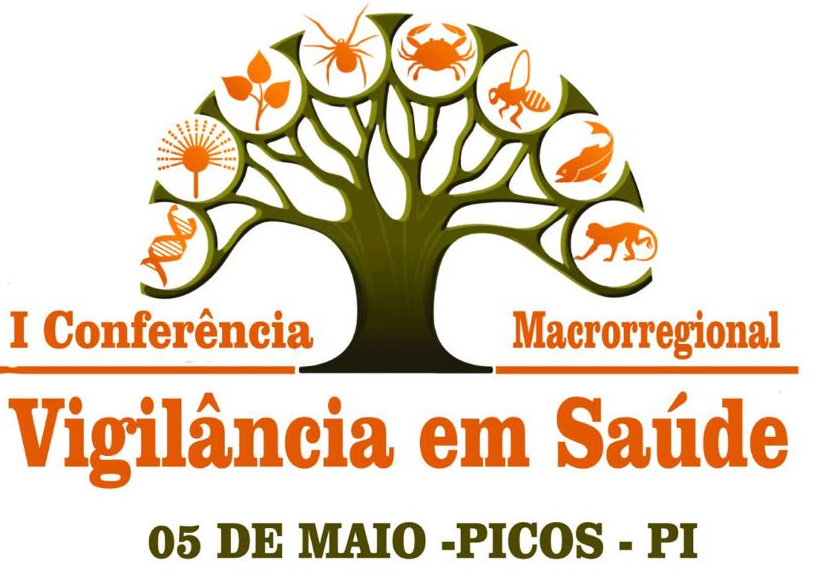 I Conferência Macrorregional
Vigilância em Saúde
05 DE MAIO -PICOS - PI